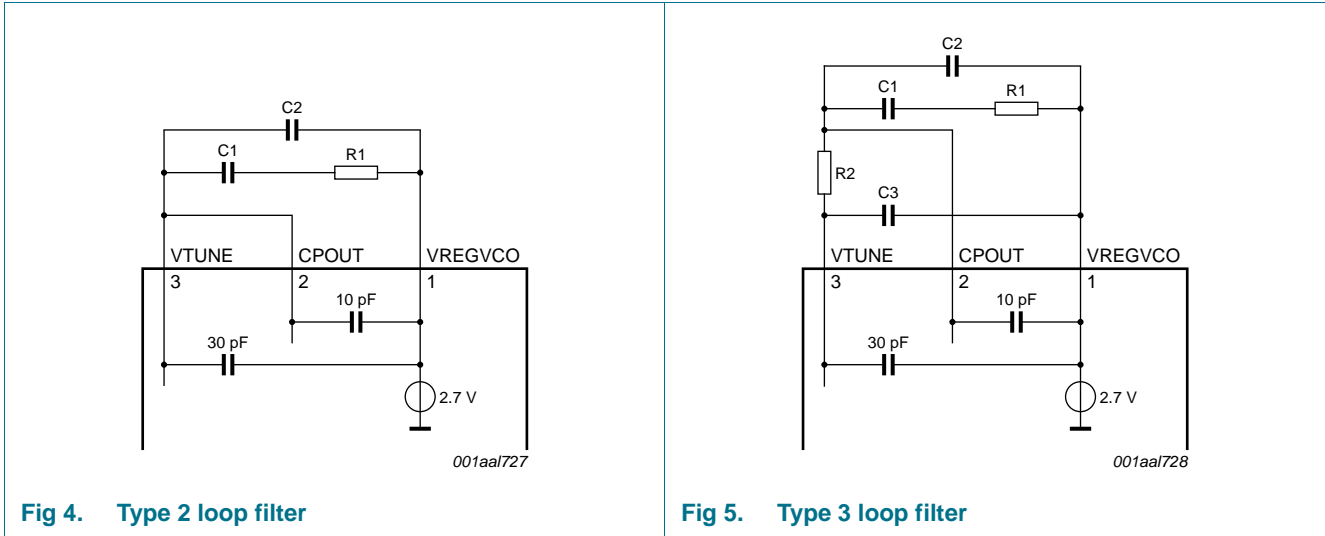 C2
C1
R1
VTUNE
CPOUT
VREGVCO
3
2
1
10 pF
30 pF
2.7 V
001aal727
Fig 4. Type 2 loop filter
C2
C1
R1
R2
C3
VTUNE
CPOUT
VREGVCO
3
2
1
10 pF
30 pF
2.7 V
001aal728
Fig 5. Type 3 loop filter